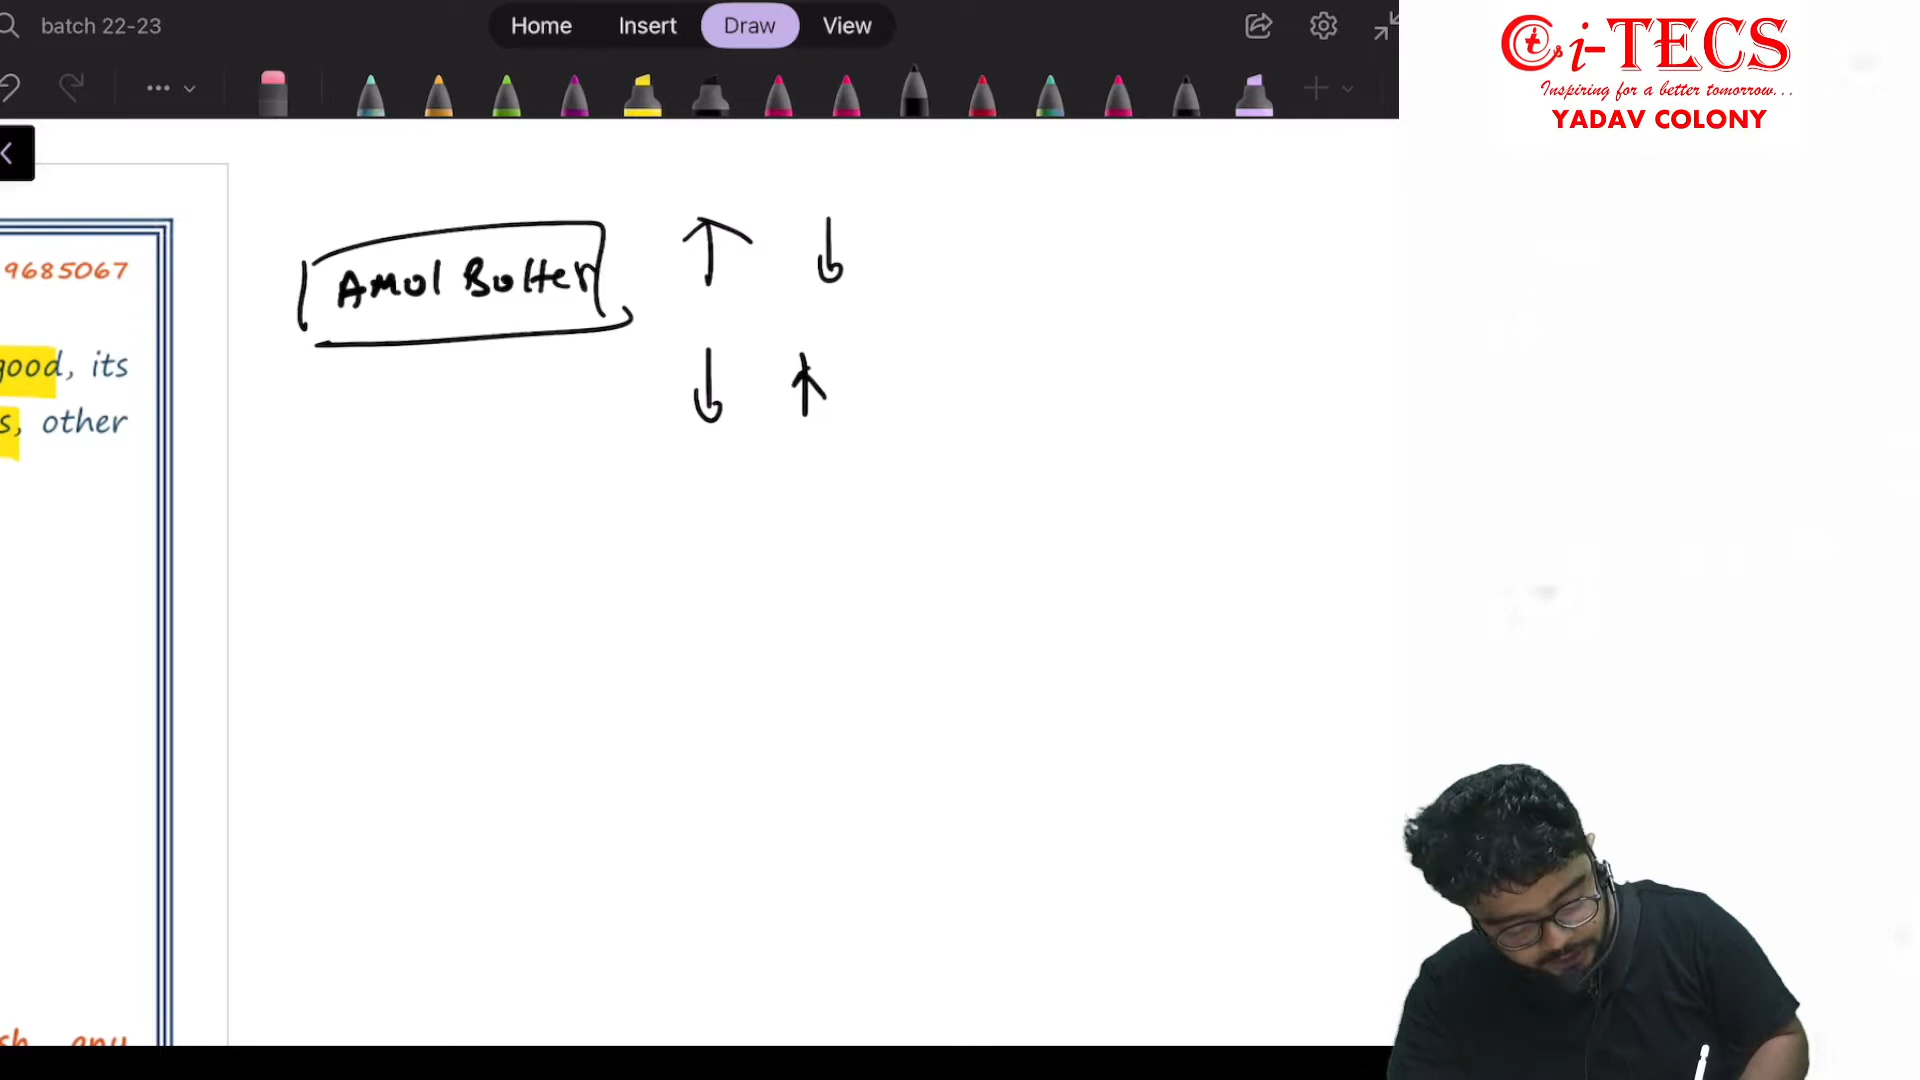 batch 22-23
Home Insert Draw View
i-TECS
Inspiring for a better tomorrow...
YADAV COLONY
9685067
good, its
s, other
Amol Butter
any